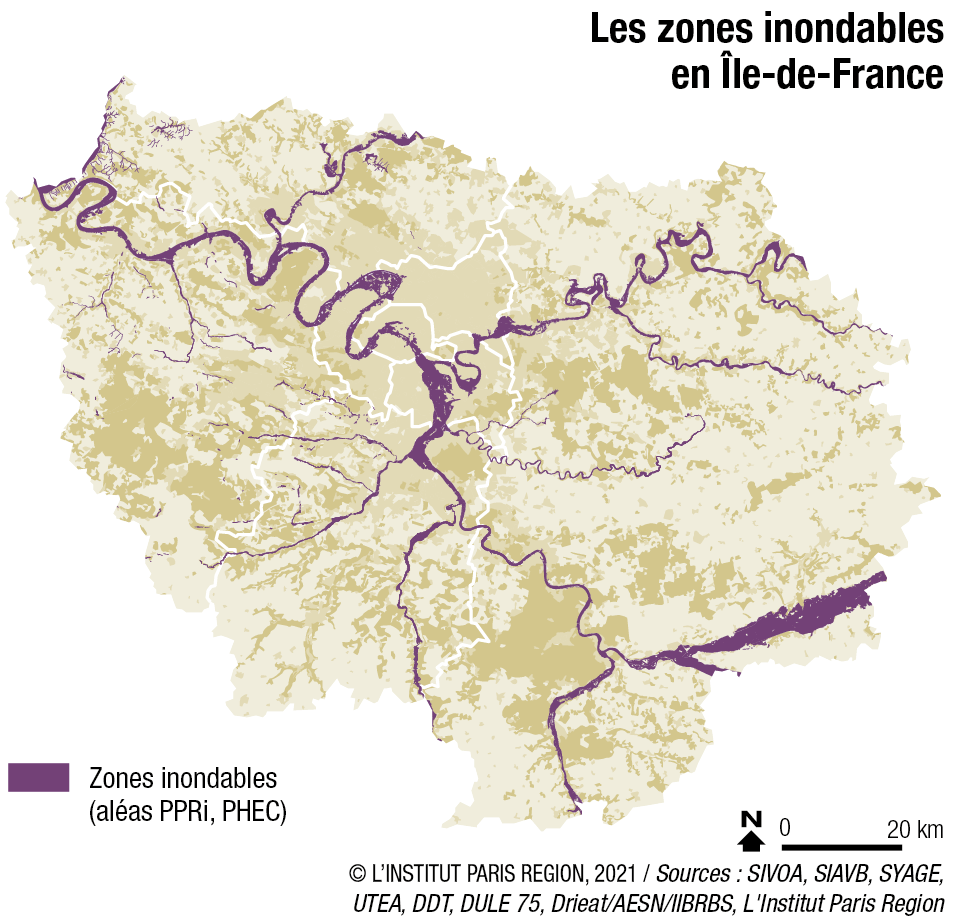 Les zones inondables
en Île-de-France
Zones inondables
(aléas PPRi, PHEC)
N
0
20 km
© L'INSTITUT PARIS REGION, 2021 / Sources : SIVOA, SIAVB, SYAGE,
UTEA, DDT, DULE 75, Drieat/AESN/IIBRBS, L'Institut Paris Region